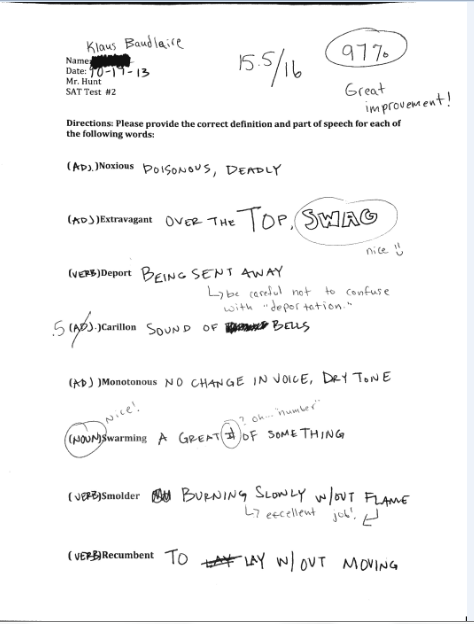 Klaus Baudlaire
Name:
15.5/16
97%
Date: 10-19-13
Mr. Hunt
SAT Test #2
Great
improvement!
Directions: Please provide the correct definition and part of speech for each of
the following words:
(ADJ.)Noxious POISONOUS, DEADLY
(ADJ)Extravagant OVER THE TOP, SWAG
nice
(VERB)Deport BEING SENT AWAY
be careful not to confuse
with "deportation."
.5 (ADJ.)Carillon SOUND OF BELLS
(ADJ)Monotonous NO CHANGE IN VOICE, DRY TONE
nice! ? oh... "number"
(NOUN)Swarming A GREAT # OF SOMETHING
(VERB)Smolder BURNING SLOWLY W/OUT FLAME
excellent job!
(VERB)Recumbent TO LAY W/OUT MOVING